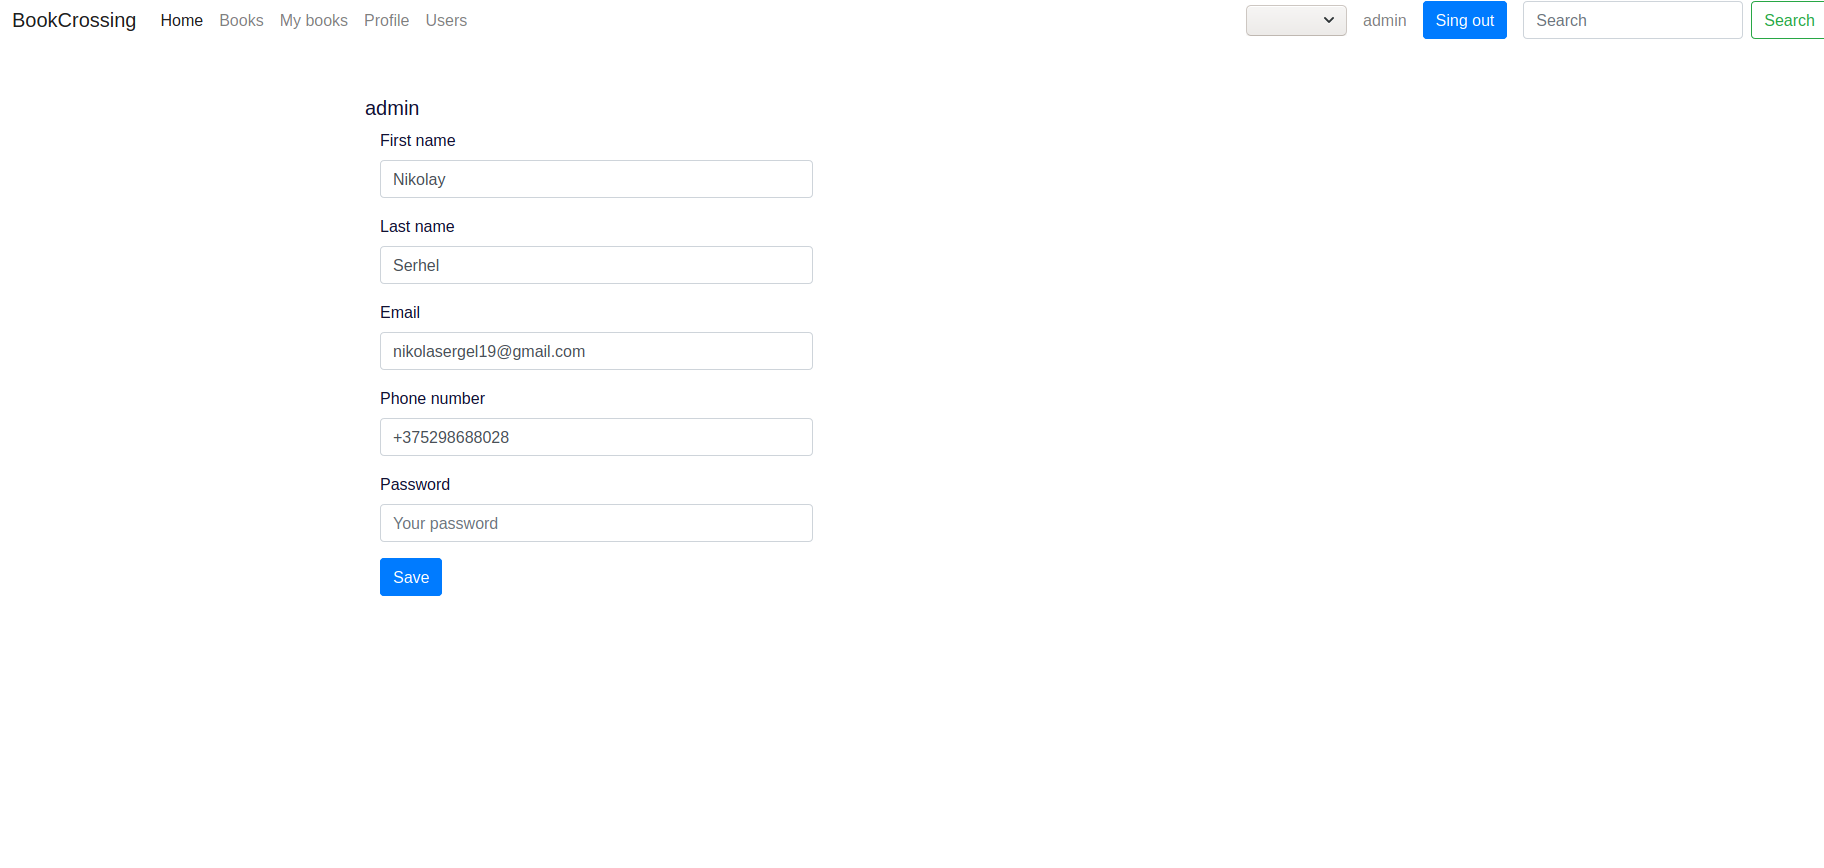 BookCrossing Home Books My books Profile Users admin Sing out Search Search
admin
First name
Nikolay
Last name
Serhel
Email
nikolasergel19@gmail.com
Phone number
+375298688028
Password
Your password
Save